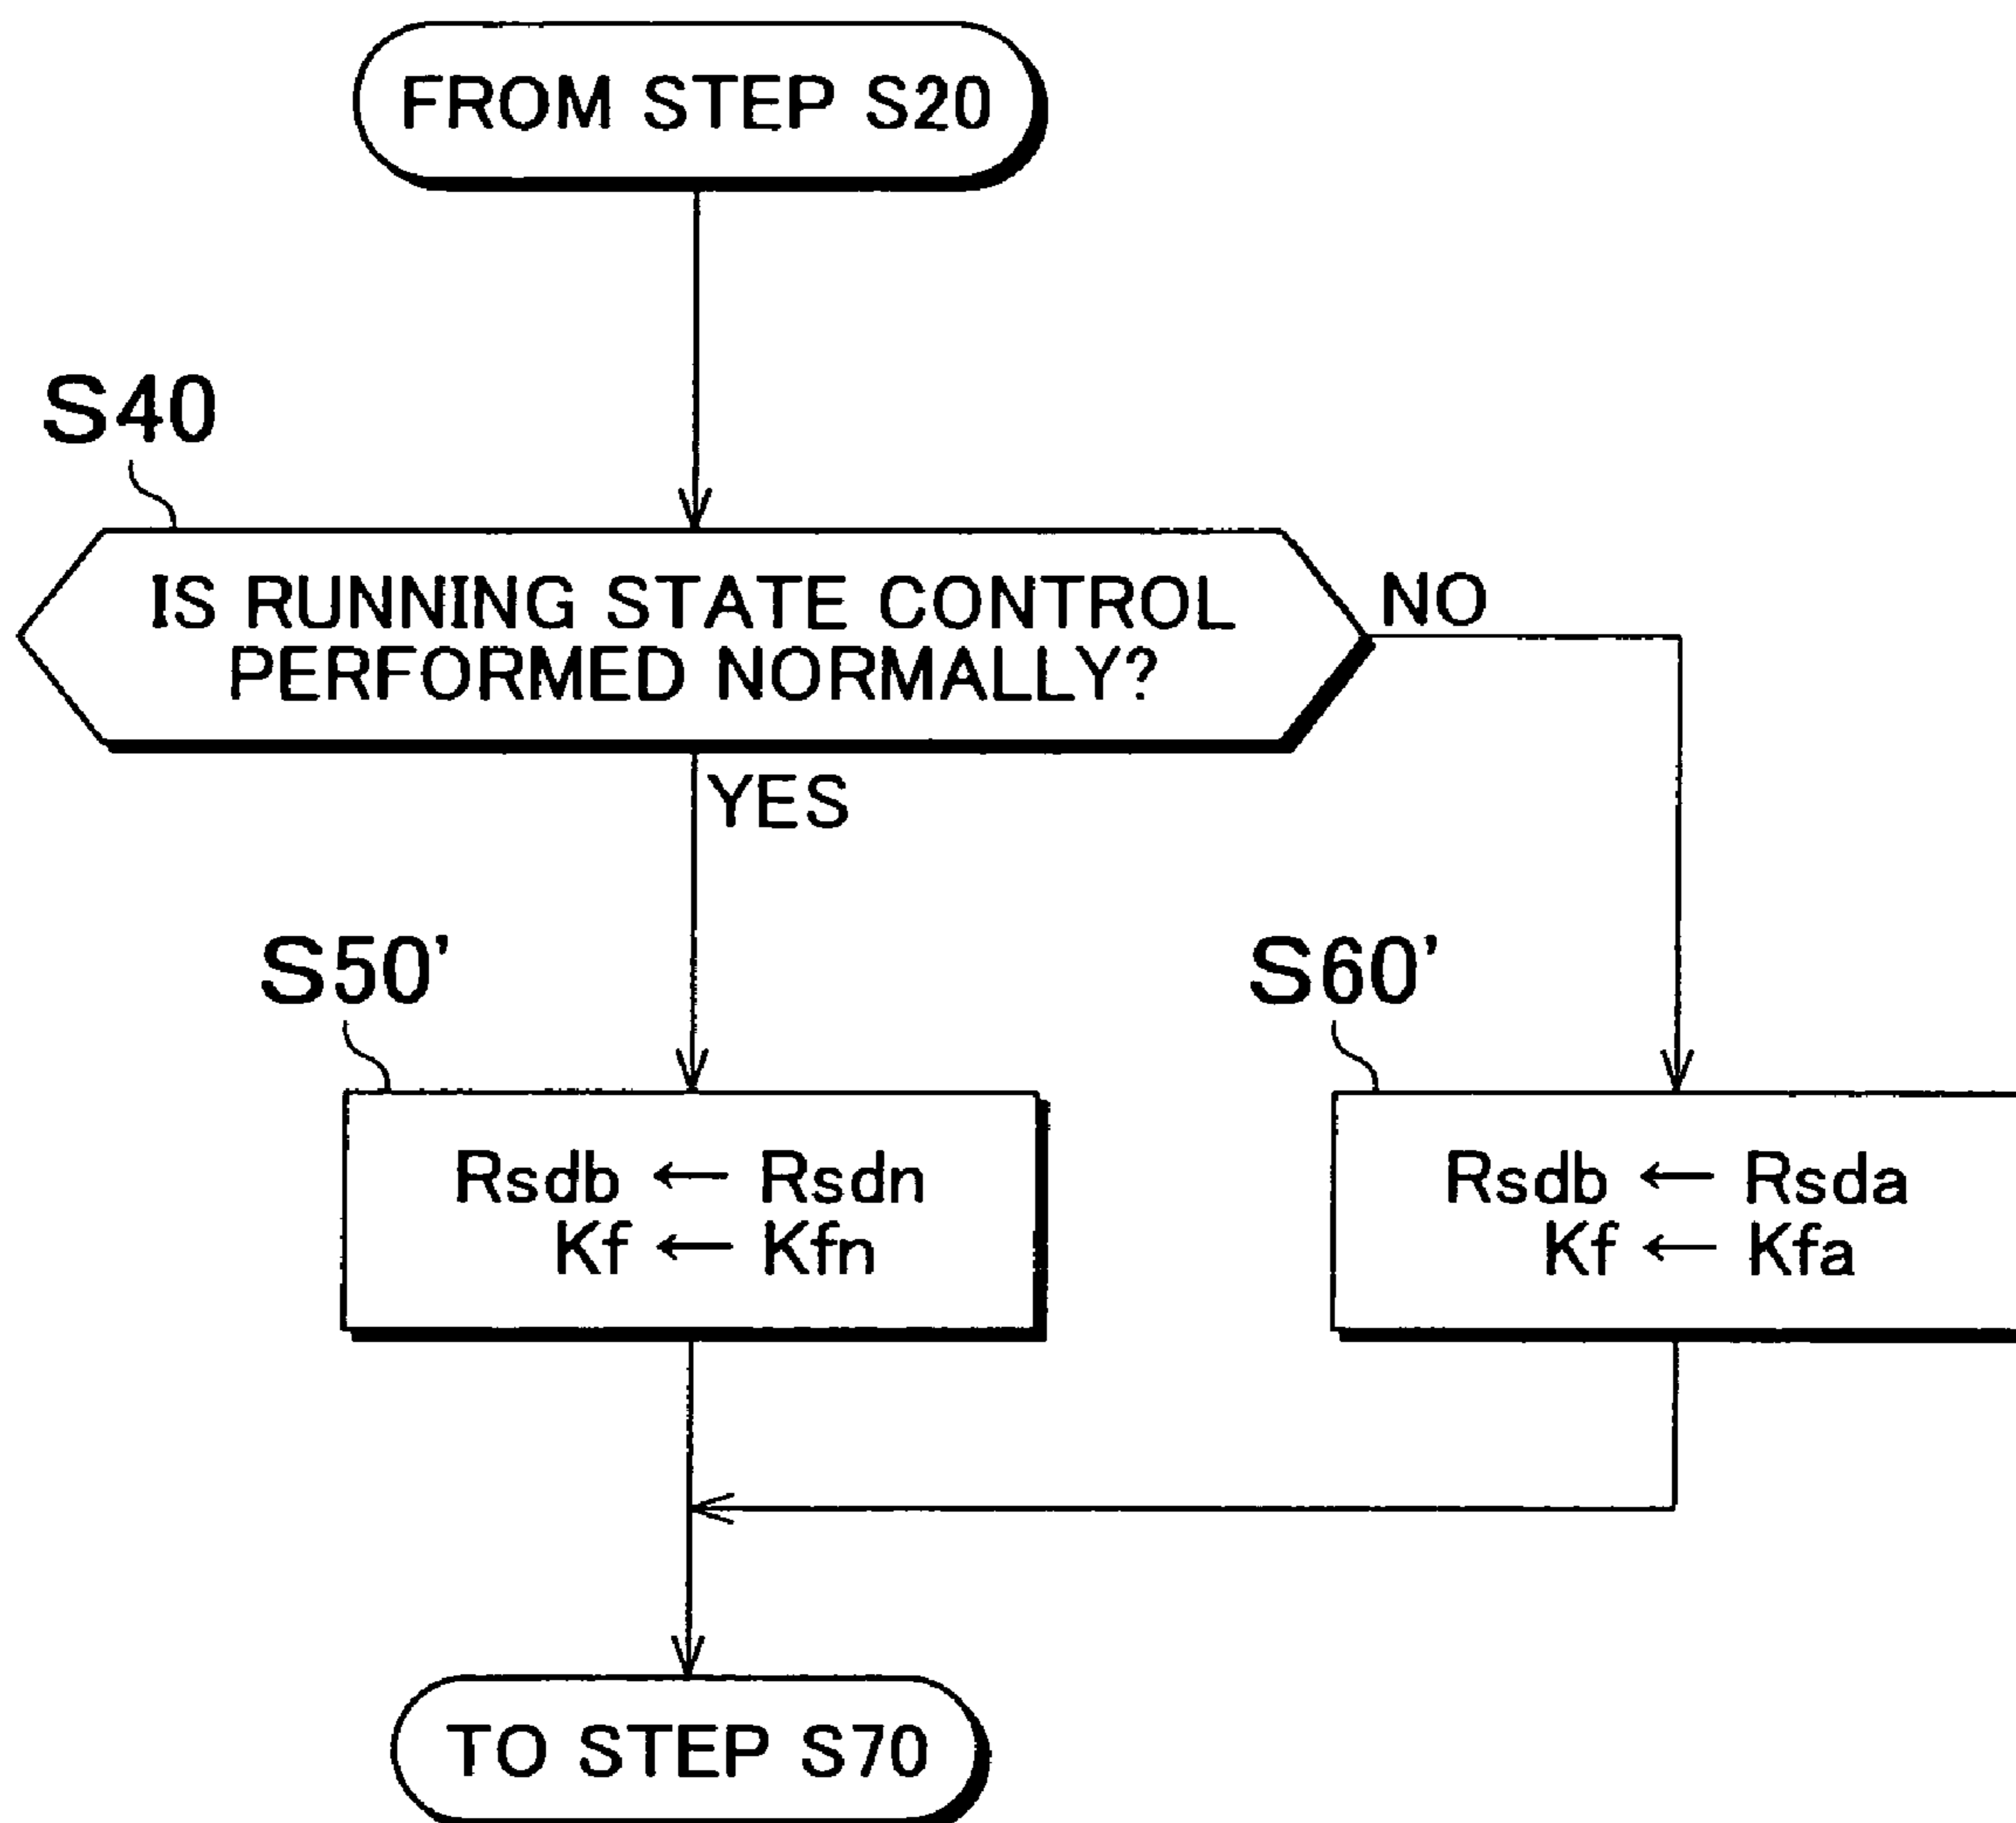 FROM STEP S20
S40
IS RUNNING STATE CONTROL
PERFORMED NORMALLY?
NO
YES
S50'
Rsdb ← Rsdn
Kf ← Kfn
S60'
Rsdb ← Rsda
Kf ← Kfa
TO STEP S70